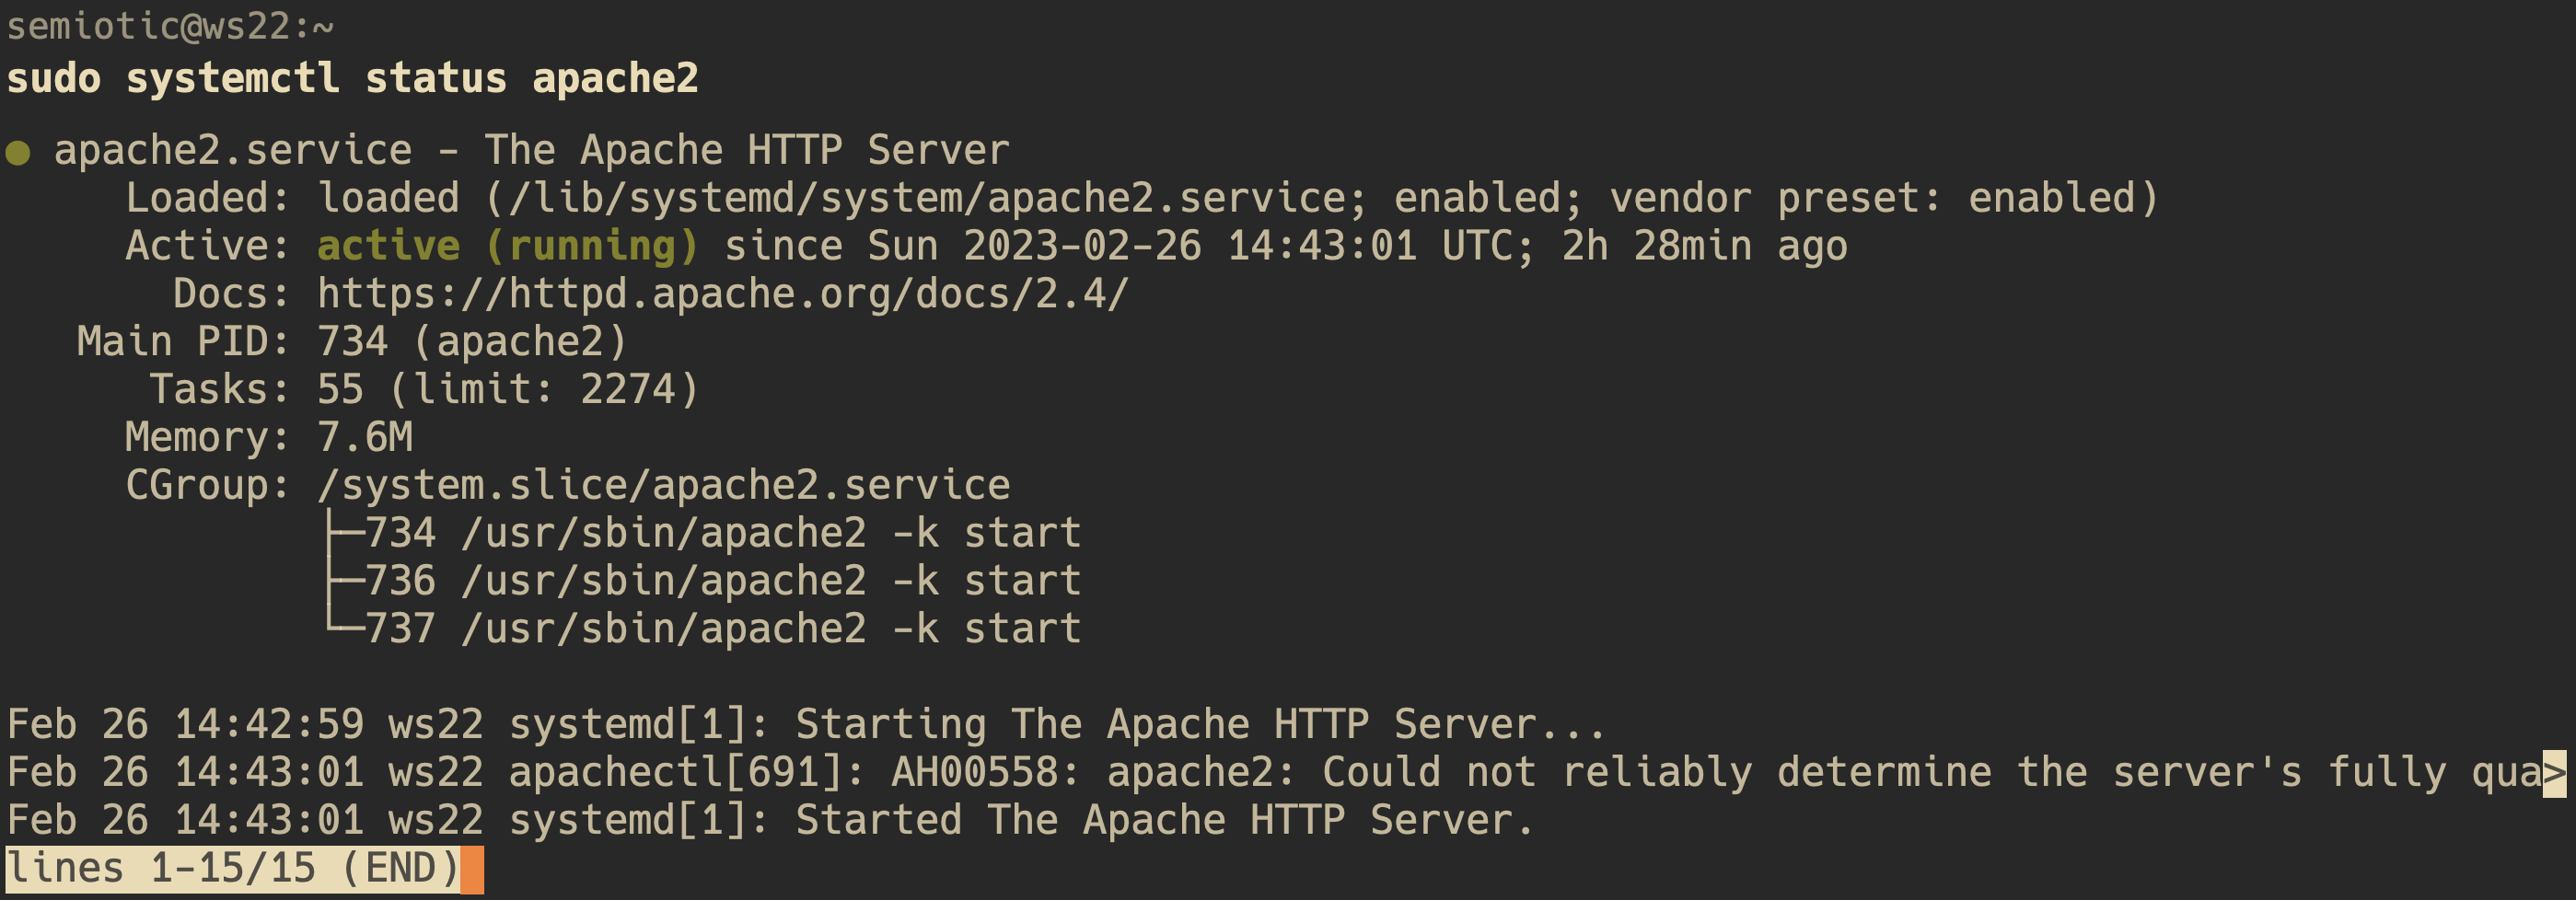 semiotic@ws22:~
sudo systemctl status apache2
● apache2.service - The Apache HTTP Server
     Loaded: loaded (/lib/systemd/system/apache2.service; enabled; vendor preset: enabled)
     Active: active (running) since Sun 2023-02-26 14:43:01 UTC; 2h 28min ago
       Docs: https://httpd.apache.org/docs/2.4/
   Main PID: 734 (apache2)
      Tasks: 55 (limit: 2274)
     Memory: 7.6M
     CGroup: /system.slice/apache2.service
             ├─734 /usr/sbin/apache2 -k start
             ├─736 /usr/sbin/apache2 -k start
             └─737 /usr/sbin/apache2 -k start
Feb 26 14:42:59 ws22 systemd[1]: Starting The Apache HTTP Server...
Feb 26 14:43:01 ws22 apachectl[691]: AH00558: apache2: Could not reliably determine the server's fully qua>
Feb 26 14:43:01 ws22 systemd[1]: Started The Apache HTTP Server.
lines 1-15/15 (END)